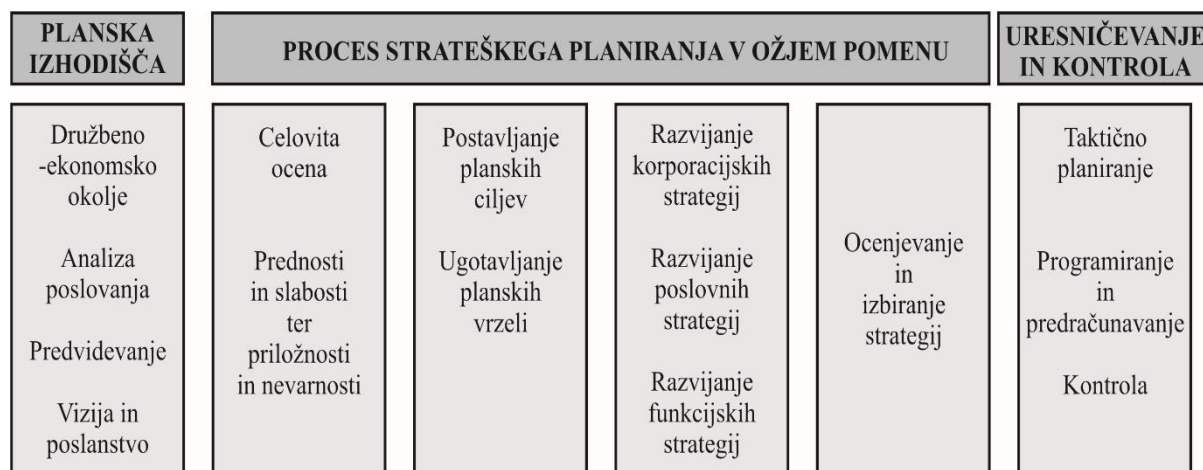 PLANSKA
IZHODIŠČA
PROCES STRATEŠKEGA PLANIRANJA V OŽJEM POMENU
URESNIČEVANJE
IN KONTROLA
Družbeno
-ekonomsko
okolje
Analiza
poslovanja
Predvidevanje
Vizija in
poslanstvo
Celovita
ocena
Prednosti
in slabosti
ter
priložnosti
in nevarnosti
Postavljanje
planskih
ciljev
Ugotavljanje
planskih
vrzeli
Razvijanje
korporacijskih
strategij
Razvijanje
poslovnih
strategij
Razvijanje
funkcijskih
strategij
Ocenjevanje
in
izbiranje
strategij
Taktično
planiranje
Programiranje
in
predračunavanje
Kontrola